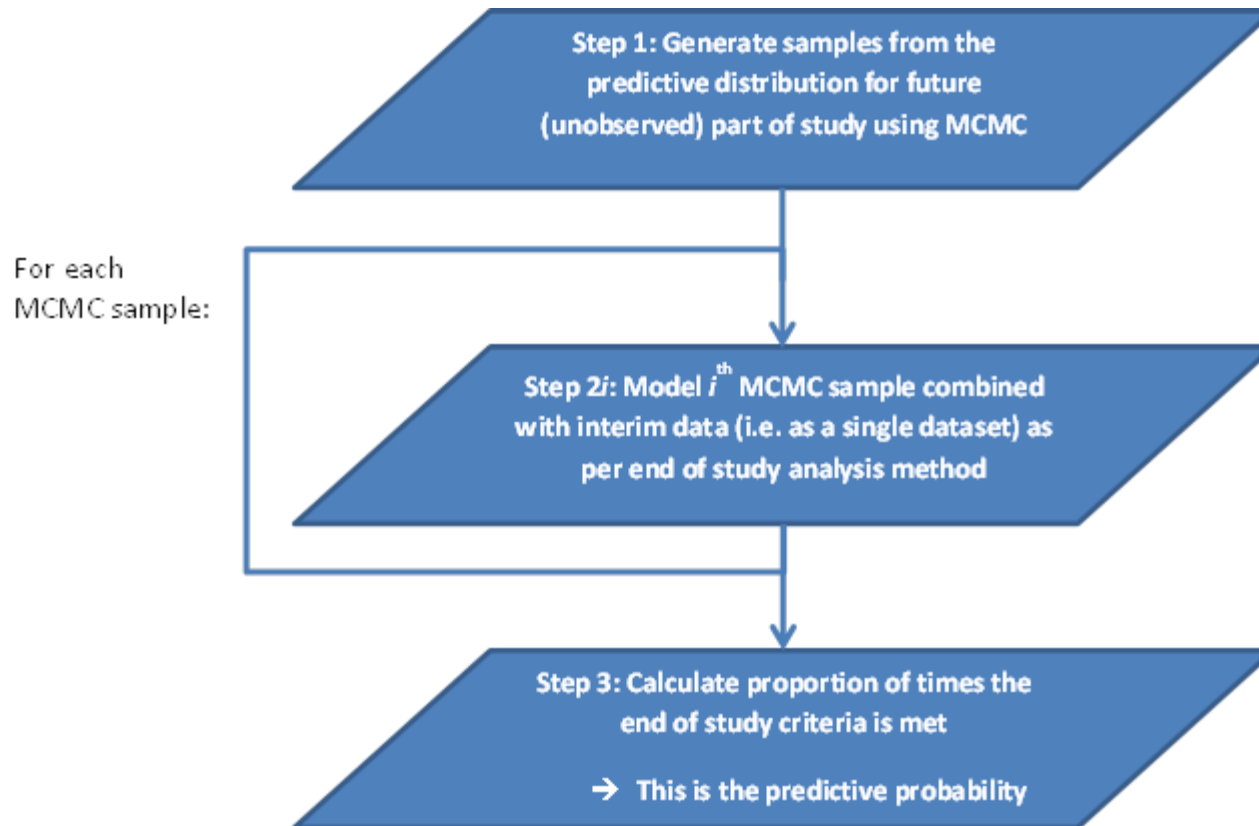 Step 1: Generate samples from the
predictive distribution for future
(unobserved) part of study using MCMC
For each
MCMC sample:
Step 2i: Model i^th MCMC sample combined
with interim data (i.e. as a single dataset) as
per end of study analysis method
Step 3: Calculate proportion of times the
end of study criteria is met
→ This is the predictive probability